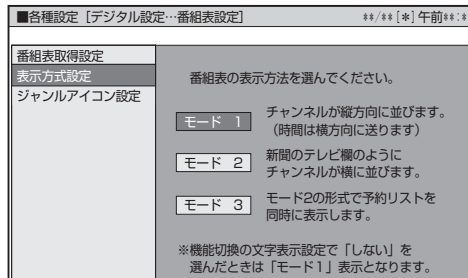 ■各種設定［デジタル設定…番組表設定］ **/**[*]午前**:*
番組表取得設定
表示方式設定
ジャンルアイコン設定
番組表の表示方法を選んでください。
モード 1
チャンネルが縦方向に並びます。
（時間は横方向に送ります）
モード 2
新聞のテレビ欄のように
チャンネルが横に並びます。
モード 3
モード2の形式で予約リストを
同時に表示します。
※機能切換の文字表示設定で「しない」を
選んだときは「モード1」表示となります。